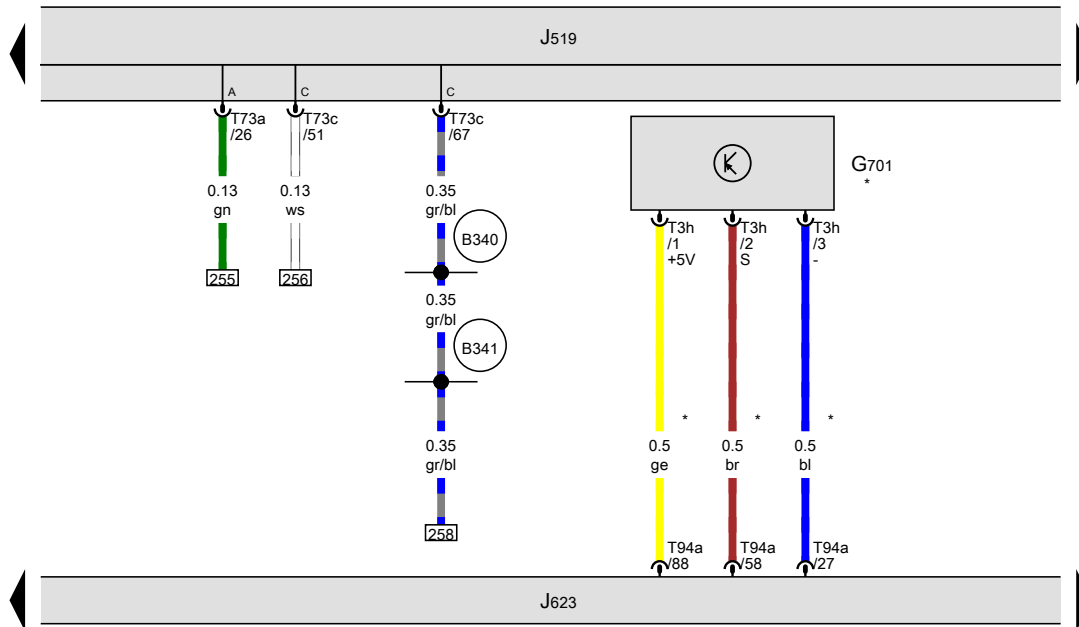 J519
A
C
C
T73a
/26
T73c
/51
T73c
/67
G701
*
0.13
gn
0.13
ws
0.35
gr/bl
T3h
/1
+5V
T3h
/2
S
T3h
/3
-
B340
255
256
0.35
gr/bl
B341
*
*
*
0.35
gr/bl
0.5
ge
0.5
br
0.5
bl
258
T94a
/88
T94a
/58
T94a
/27
J623